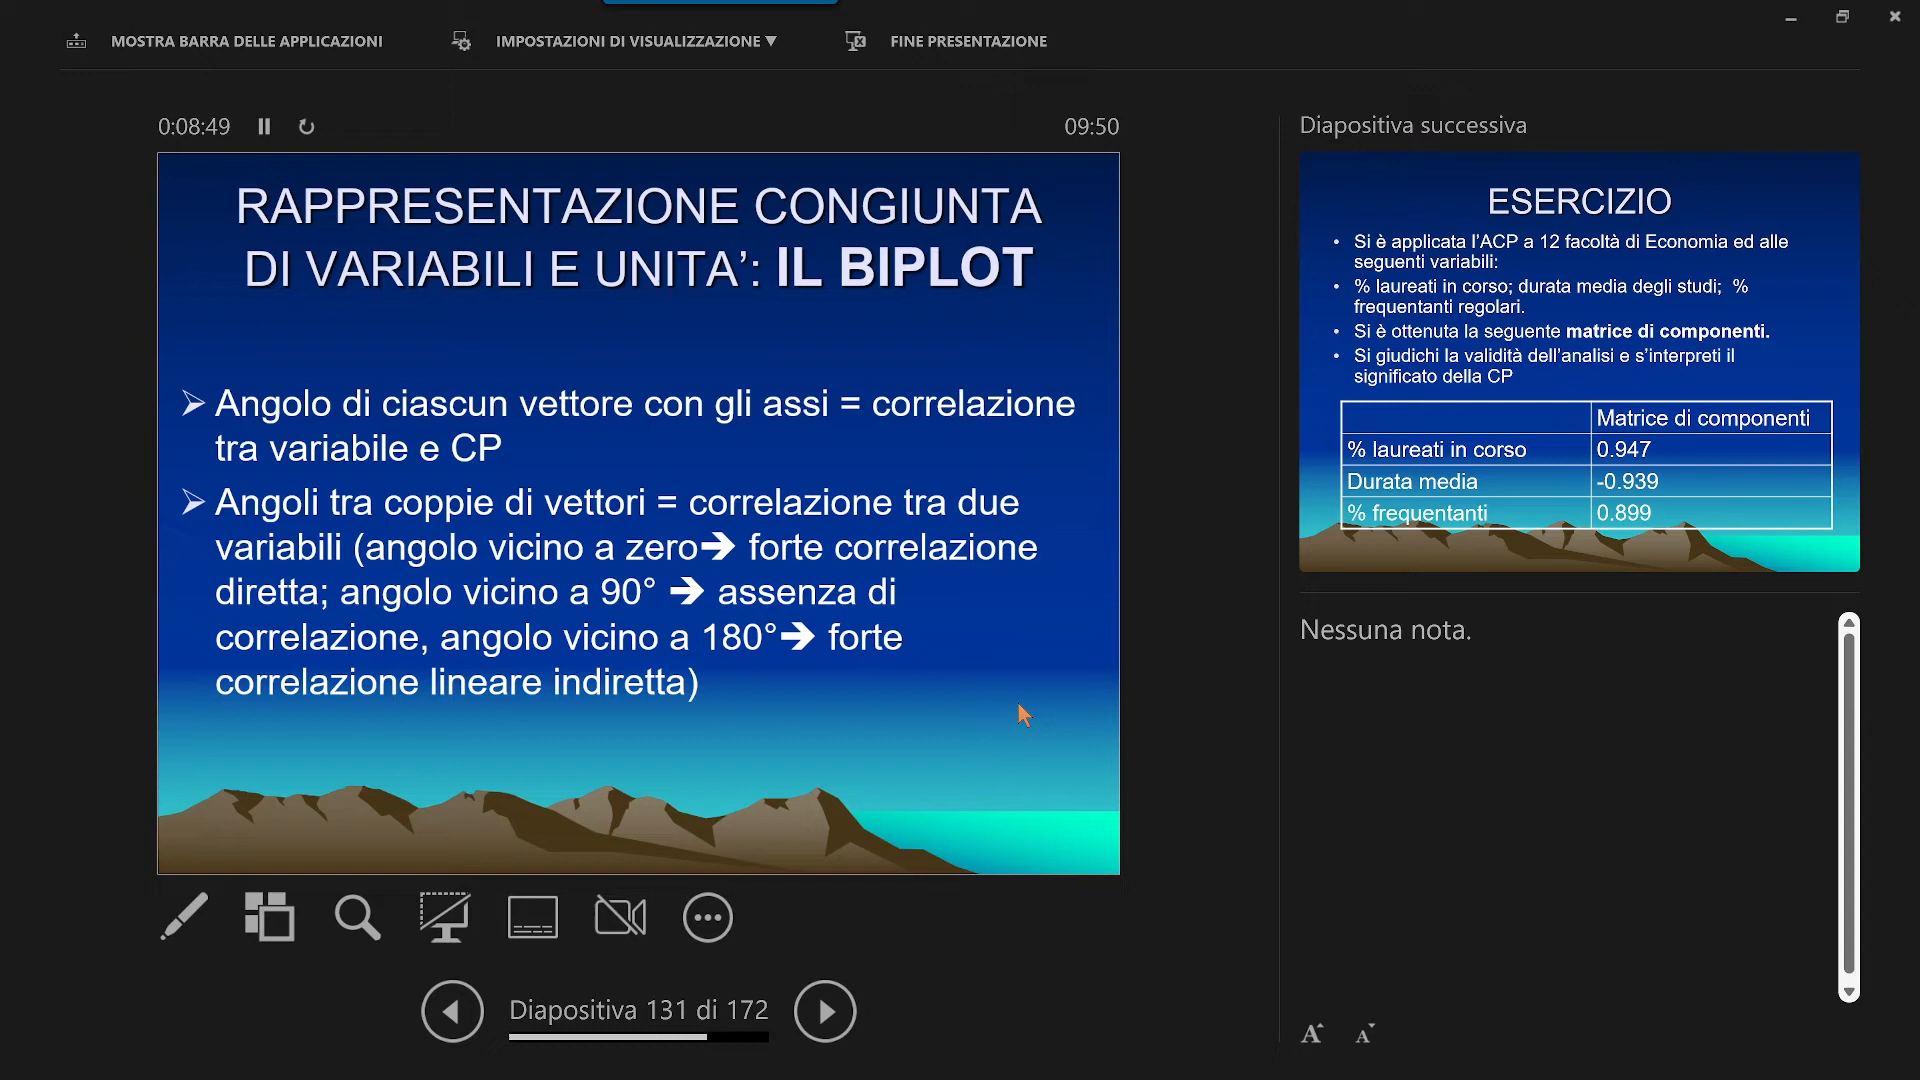 MOSTRA BARRA DELLE APPLICAZIONI
IMPOSTAZIONI DI VISUALIZZAZIONE ▼
FINE PRESENTAZIONE
0:08:49
09:50
RAPPRESENTAZIONE CONGIUNTA
DI VARIABILI E UNITA’: IL BIPLOT
➢ Angolo di ciascun vettore con gli assi = correlazione
tra variabile e CP
➢ Angoli tra coppie di vettori = correlazione tra due
variabili (angolo vicino a zero➔ forte correlazione
diretta; angolo vicino a 90° ➔ assenza di
correlazione, angolo vicino a 180°➔ forte
correlazione lineare indiretta)
Diapositiva 131 di 172
Diapositiva successiva
ESERCIZIO
• Si è applicata l’ACP a 12 facoltà di Economia ed alle
seguenti variabili:
• % laureati in corso; durata media degli studi; %
frequentanti regolari.
• Si è ottenuta la seguente matrice di componenti.
• Si giudichi la validità dell’analisi e s’interpreti il
significato della CP
Matrice di componenti
% laureati in corso 0.947
Durata media -0.939
% frequentanti 0.899
Nessuna nota.
A A